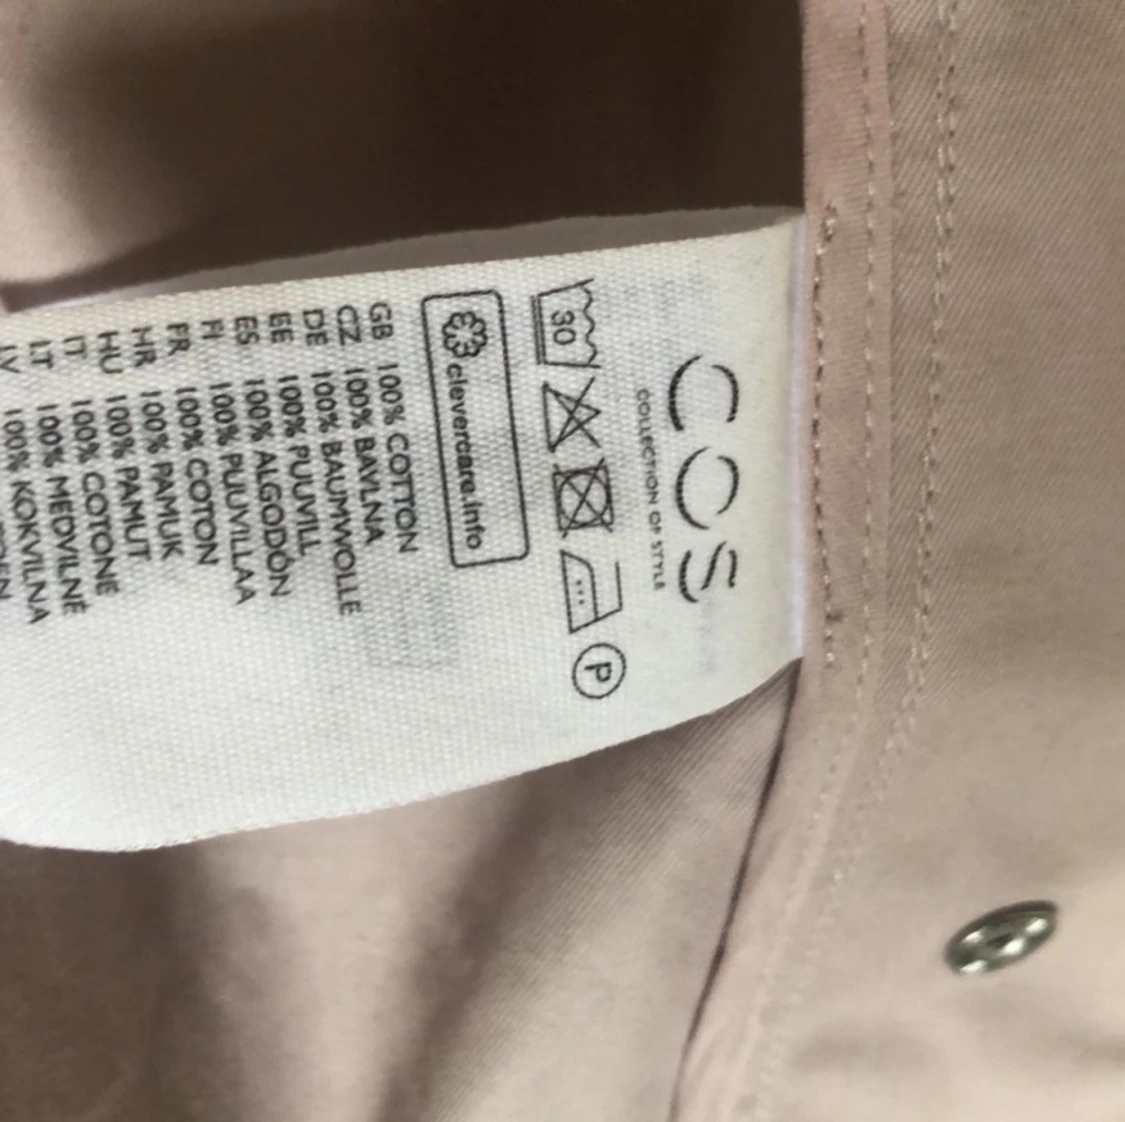 COS
COLLECTION OF STYLE
30 P
clevercare.info
GB 100% COTTON
CZ 100% BAVLNA
DE 100% BAUMWOLLE
EE 100% PUUVILL
ES 100% ALGODÓN
FI 100% PUUVILLAA
FR 100% COTON
HR 100% PAMUK
HU 100% PAMUT
IT 100% COTONE
LT 100% MEDVILNĖ
LV 100% KOKVILNA